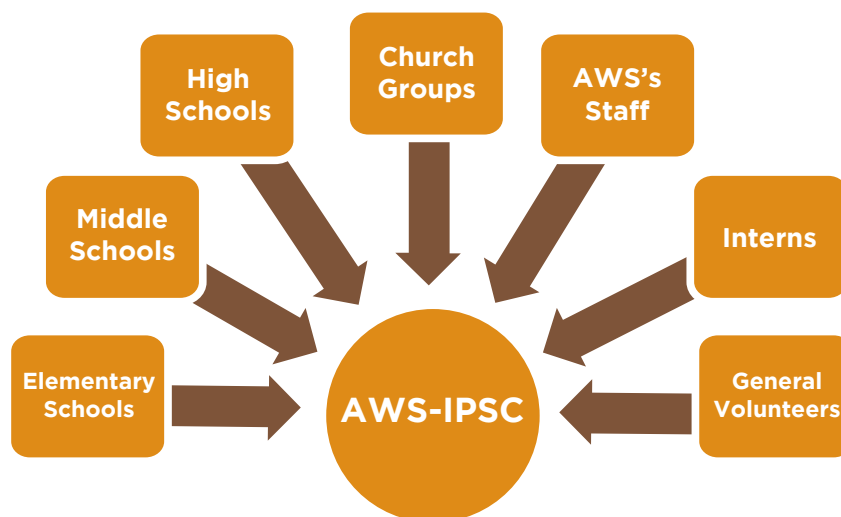 Church
Groups
High
Schools
AWS's
Staff
Middle
Schools
Interns
Elementary
Schools
AWS-IPSC
General
Volunteers